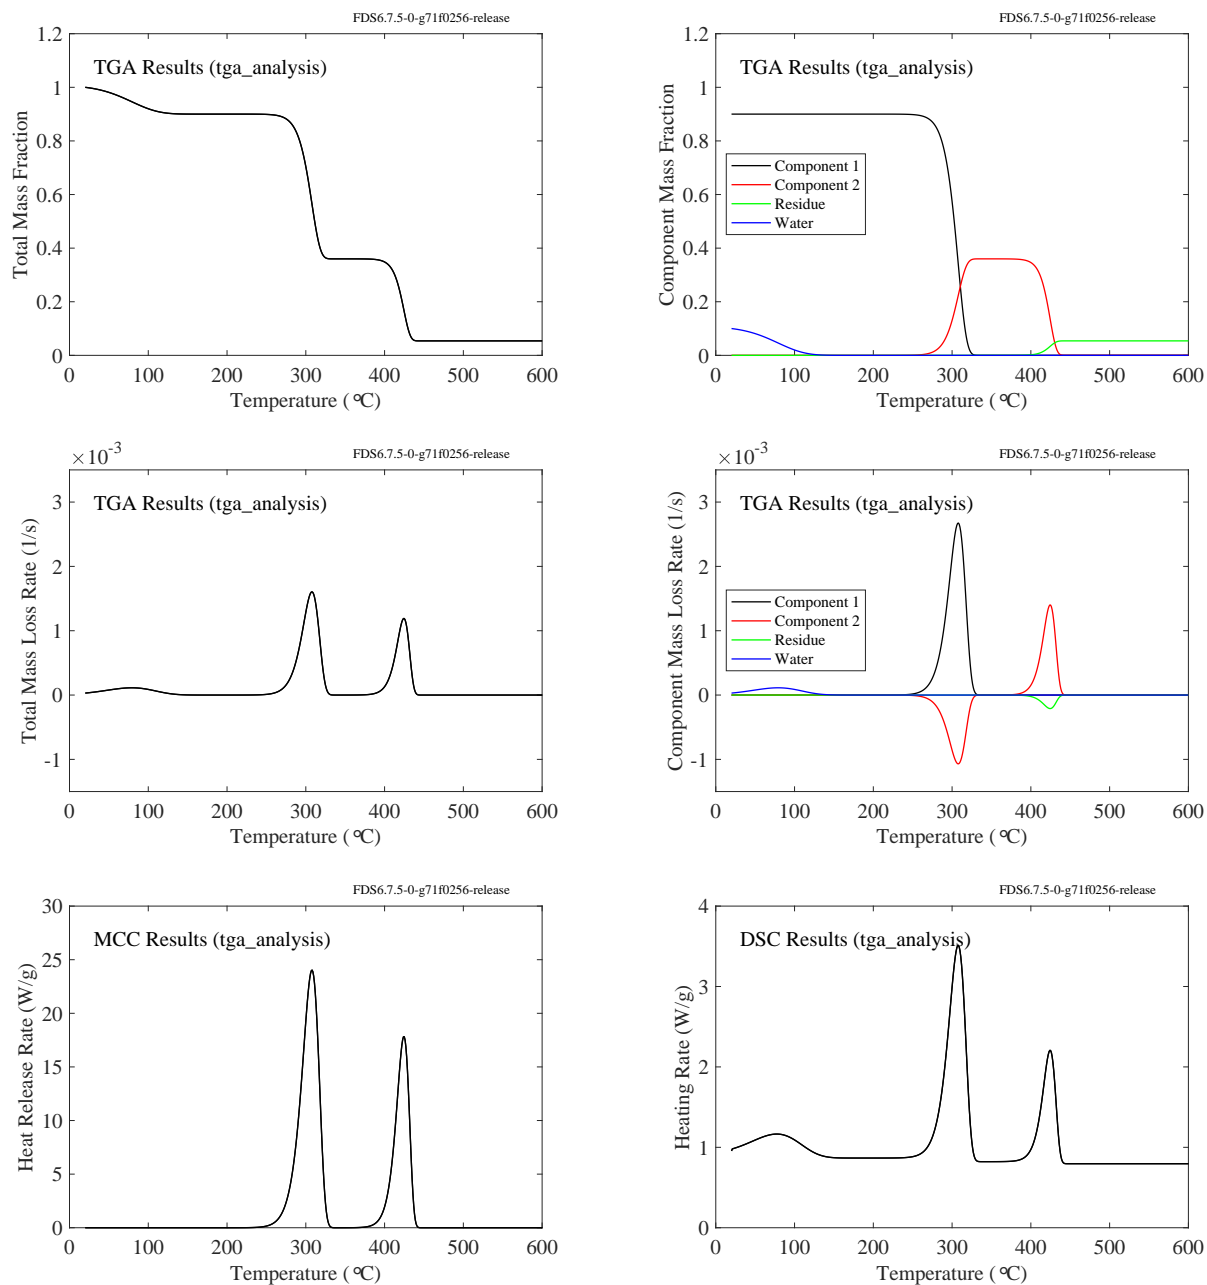 FDS6.7.5-0-g71f0256-release
TGA Results (tga_analysis)
Total Mass Fraction
1.2
1
0.8
0.6
0.4
0.2
0
0 100 200 300 400 500 600
Temperature (°C)
FDS6.7.5-0-g71f0256-release
TGA Results (tga_analysis)
Component Mass Fraction
1.2
1
0.8
0.6
0.4
0.2
0
Component 1
Component 2
Residue
Water
0 100 200 300 400 500 600
Temperature (°C)
FDS6.7.5-0-g71f0256-release
×10-3
TGA Results (tga_analysis)
Total Mass Loss Rate (1/s)
3
2
1
0
-1
0 100 200 300 400 500 600
Temperature (°C)
FDS6.7.5-0-g71f0256-release
×10-3
TGA Results (tga_analysis)
Component Mass Loss Rate (1/s)
3
2
1
0
-1
Component 1
Component 2
Residue
Water
0 100 200 300 400 500 600
Temperature (°C)
FDS6.7.5-0-g71f0256-release
MCC Results (tga_analysis)
Heat Release Rate (W/g)
30
25
20
15
10
5
0
0 100 200 300 400 500 600
Temperature (°C)
FDS6.7.5-0-g71f0256-release
DSC Results (tga_analysis)
Heating Rate (W/g)
4
3
2
1
0
0 100 200 300 400 500 600
Temperature (°C)